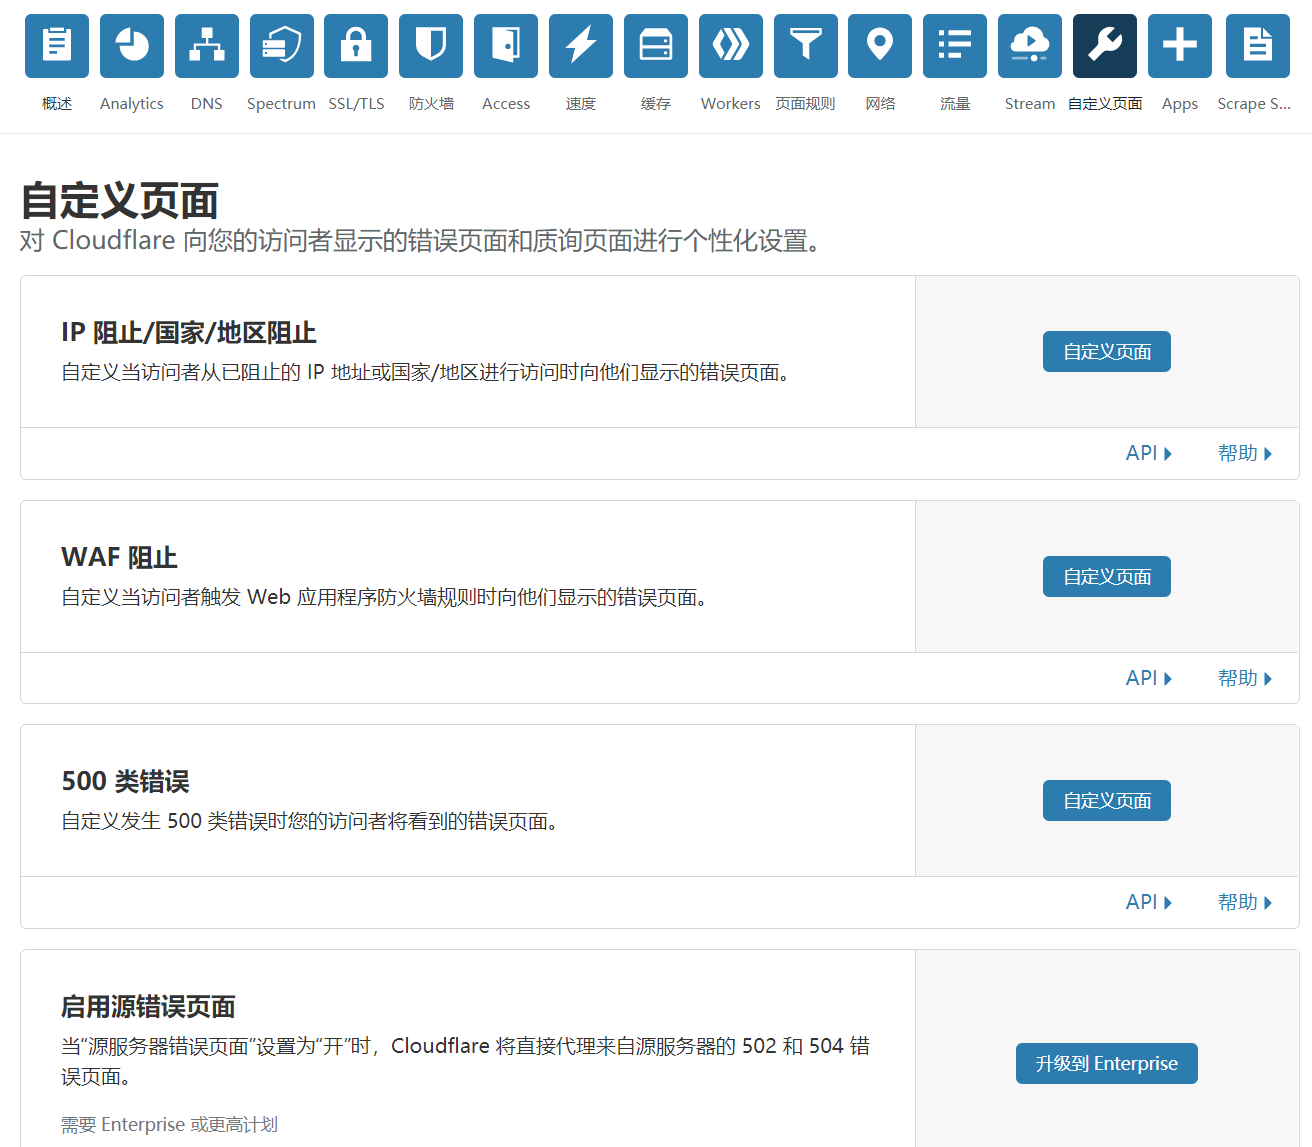 概述 Analytics DNS Spectrum SSL/TLS 防火墙 Access 速度 缓存 Workers 页面规则 网络 流量 Stream 自定义页面 Apps Scrape S...
自定义页面
对 Cloudflare 向您的访问者显示的错误页面和质询页面进行个性化设置。
IP 阻止/国家/地区阻止
自定义当访问者从已阻止的 IP 地址或国家/地区进行访问时向他们显示的错误页面。
自定义页面
API 帮助
WAF 阻止
自定义当访问者触发 Web 应用程序防火墙规则时向他们显示的错误页面。
自定义页面
API 帮助
500 类错误
自定义发生 500 类错误时您的访问者将看到的错误页面。
自定义页面
API 帮助
启用源错误页面
当“源服务器错误页面”设置为“开”时，Cloudflare 将直接代理来自源服务器的 502 和 504 错
误页面。
需要 Enterprise 或更高计划
升级到 Enterprise